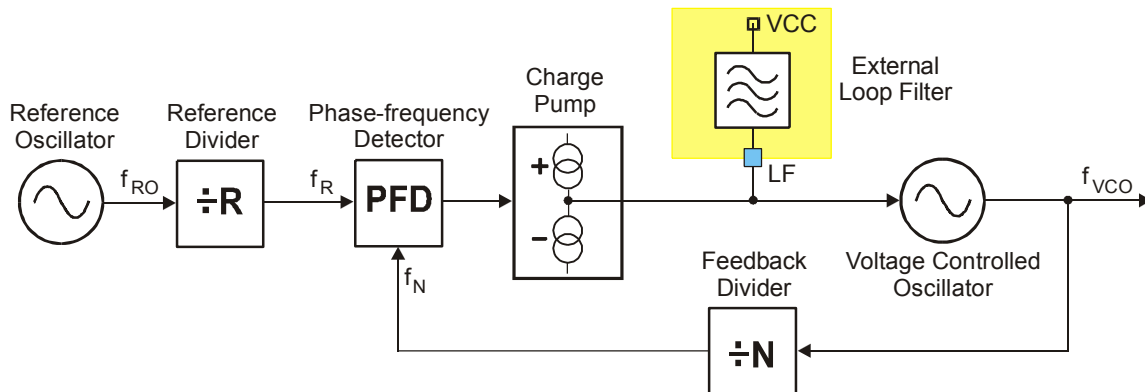 VCC
External
Loop Filter
Charge
Pump
Reference
Oscillator
Reference
Divider
Phase-frequency
Detector
LF
f_RO
f_R
f_VCO
÷R
PFD
+
−
f_N
Feedback
Divider
Voltage Controlled
Oscillator
÷N